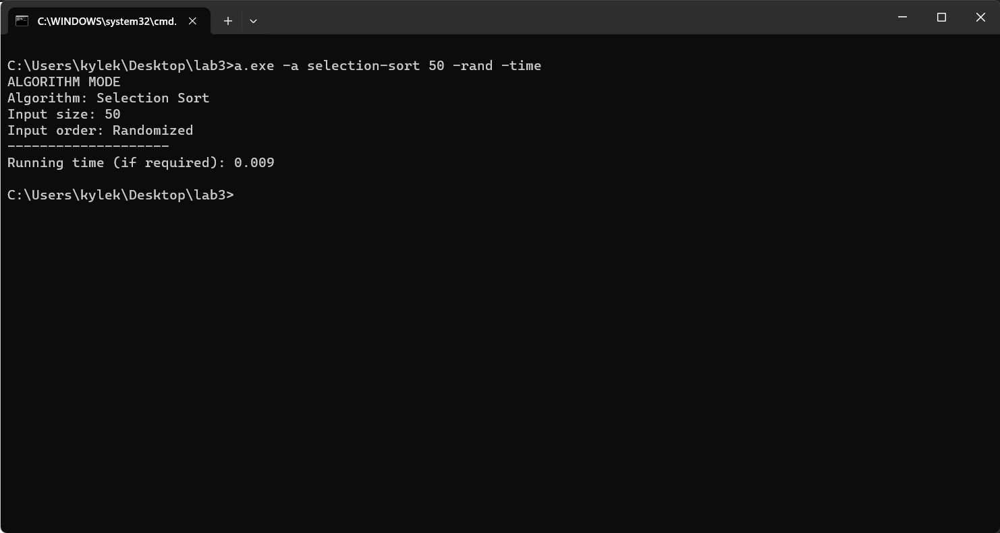 C:\WINDOWS\system32\cmd.
C:\Users\kylek\Desktop\lab3>a.exe -a selection-sort 50 -rand -time
ALGORITHM MODE
Algorithm: Selection Sort
Input size: 50
Input order: Randomized
--------------------
Running time (if required): 0.009
C:\Users\kylek\Desktop\lab3>